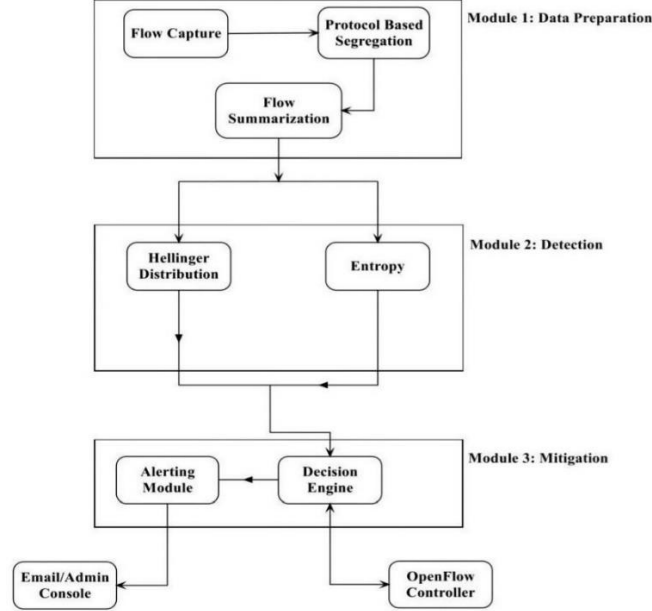 Module 1: Data Preparation
Flow Capture
Protocol Based
Segregation
Flow
Summarization
Module 2: Detection
Hellinger
Distribution
Entropy
Module 3: Mitigation
Alerting
Module
Decision
Engine
Email/Admin
Console
OpenFlow
Controller